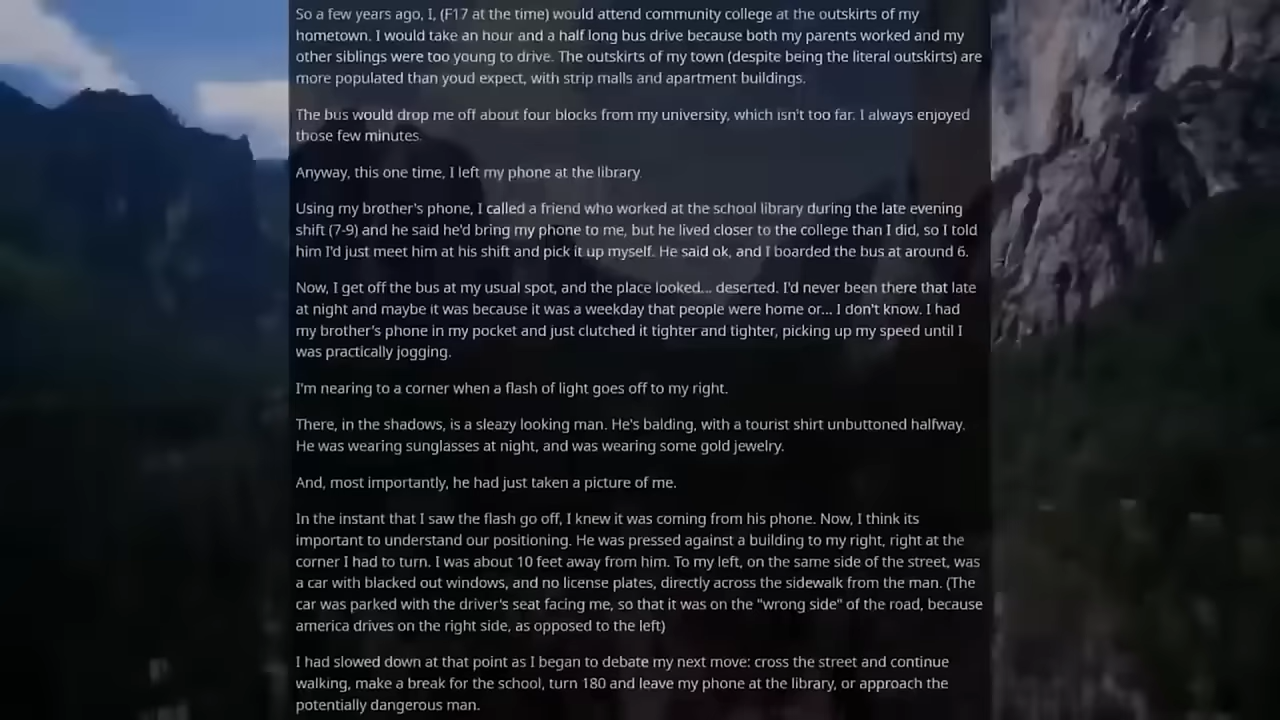 So a few years ago, I, (F17 at the time) would attend community college at the outskirts of my
hometown. I would take an hour and a half long bus drive because both my parents worked and my
other siblings were too young to drive. The outskirts of my town (despite being the literal outskirts) are
more populated than youd expect, with strip malls and apartment buildings.
The bus would drop me off about four blocks from my university, which isn't too far. I always enjoyed
those few minutes.
Anyway, this one time, I left my phone at the library.
Using my brother's phone, I called a friend who worked at the school library during the late evening
shift (7-9) and he said he'd bring my phone to me, but he lived closer to the college than I did, so I told
him I'd just meet him at his shift and pick it up myself. He said ok, and I boarded the bus at around 6.
Now, I get off the bus at my usual spot, and the place looked... deserted. I'd never been there that late
at night and maybe it was because it was a weekday that people were home or... I don't know. I had
my brother's phone in my pocket and just clutched it tighter and tighter, picking up my speed until I
was practically jogging.
I'm nearing to a corner when a flash of light goes off to my right.
There, in the shadows, is a sleazy looking man. He's balding, with a tourist shirt unbuttoned halfway.
He was wearing sunglasses at night, and was wearing some gold jewelry.
And, most importantly, he had just taken a picture of me.
In the instant that I saw the flash go off, I knew it was coming from his phone. Now, I think its
important to understand our positioning. He was pressed against a building to my right, right at the
corner I had to turn. I was about 10 feet away from him. To my left, on the same side of the street, was
a car with blacked out windows, and no license plates, directly across the sidewalk from the man. (The
car was parked with the driver's seat facing me, so that it was on the "wrong side" of the road, because
america drives on the right side, as opposed to the left)
I had slowed down at that point as I began to debate my next move: cross the street and continue
walking, make a break for the school, turn 180 and leave my phone at the library, or approach the
potentially dangerous man.